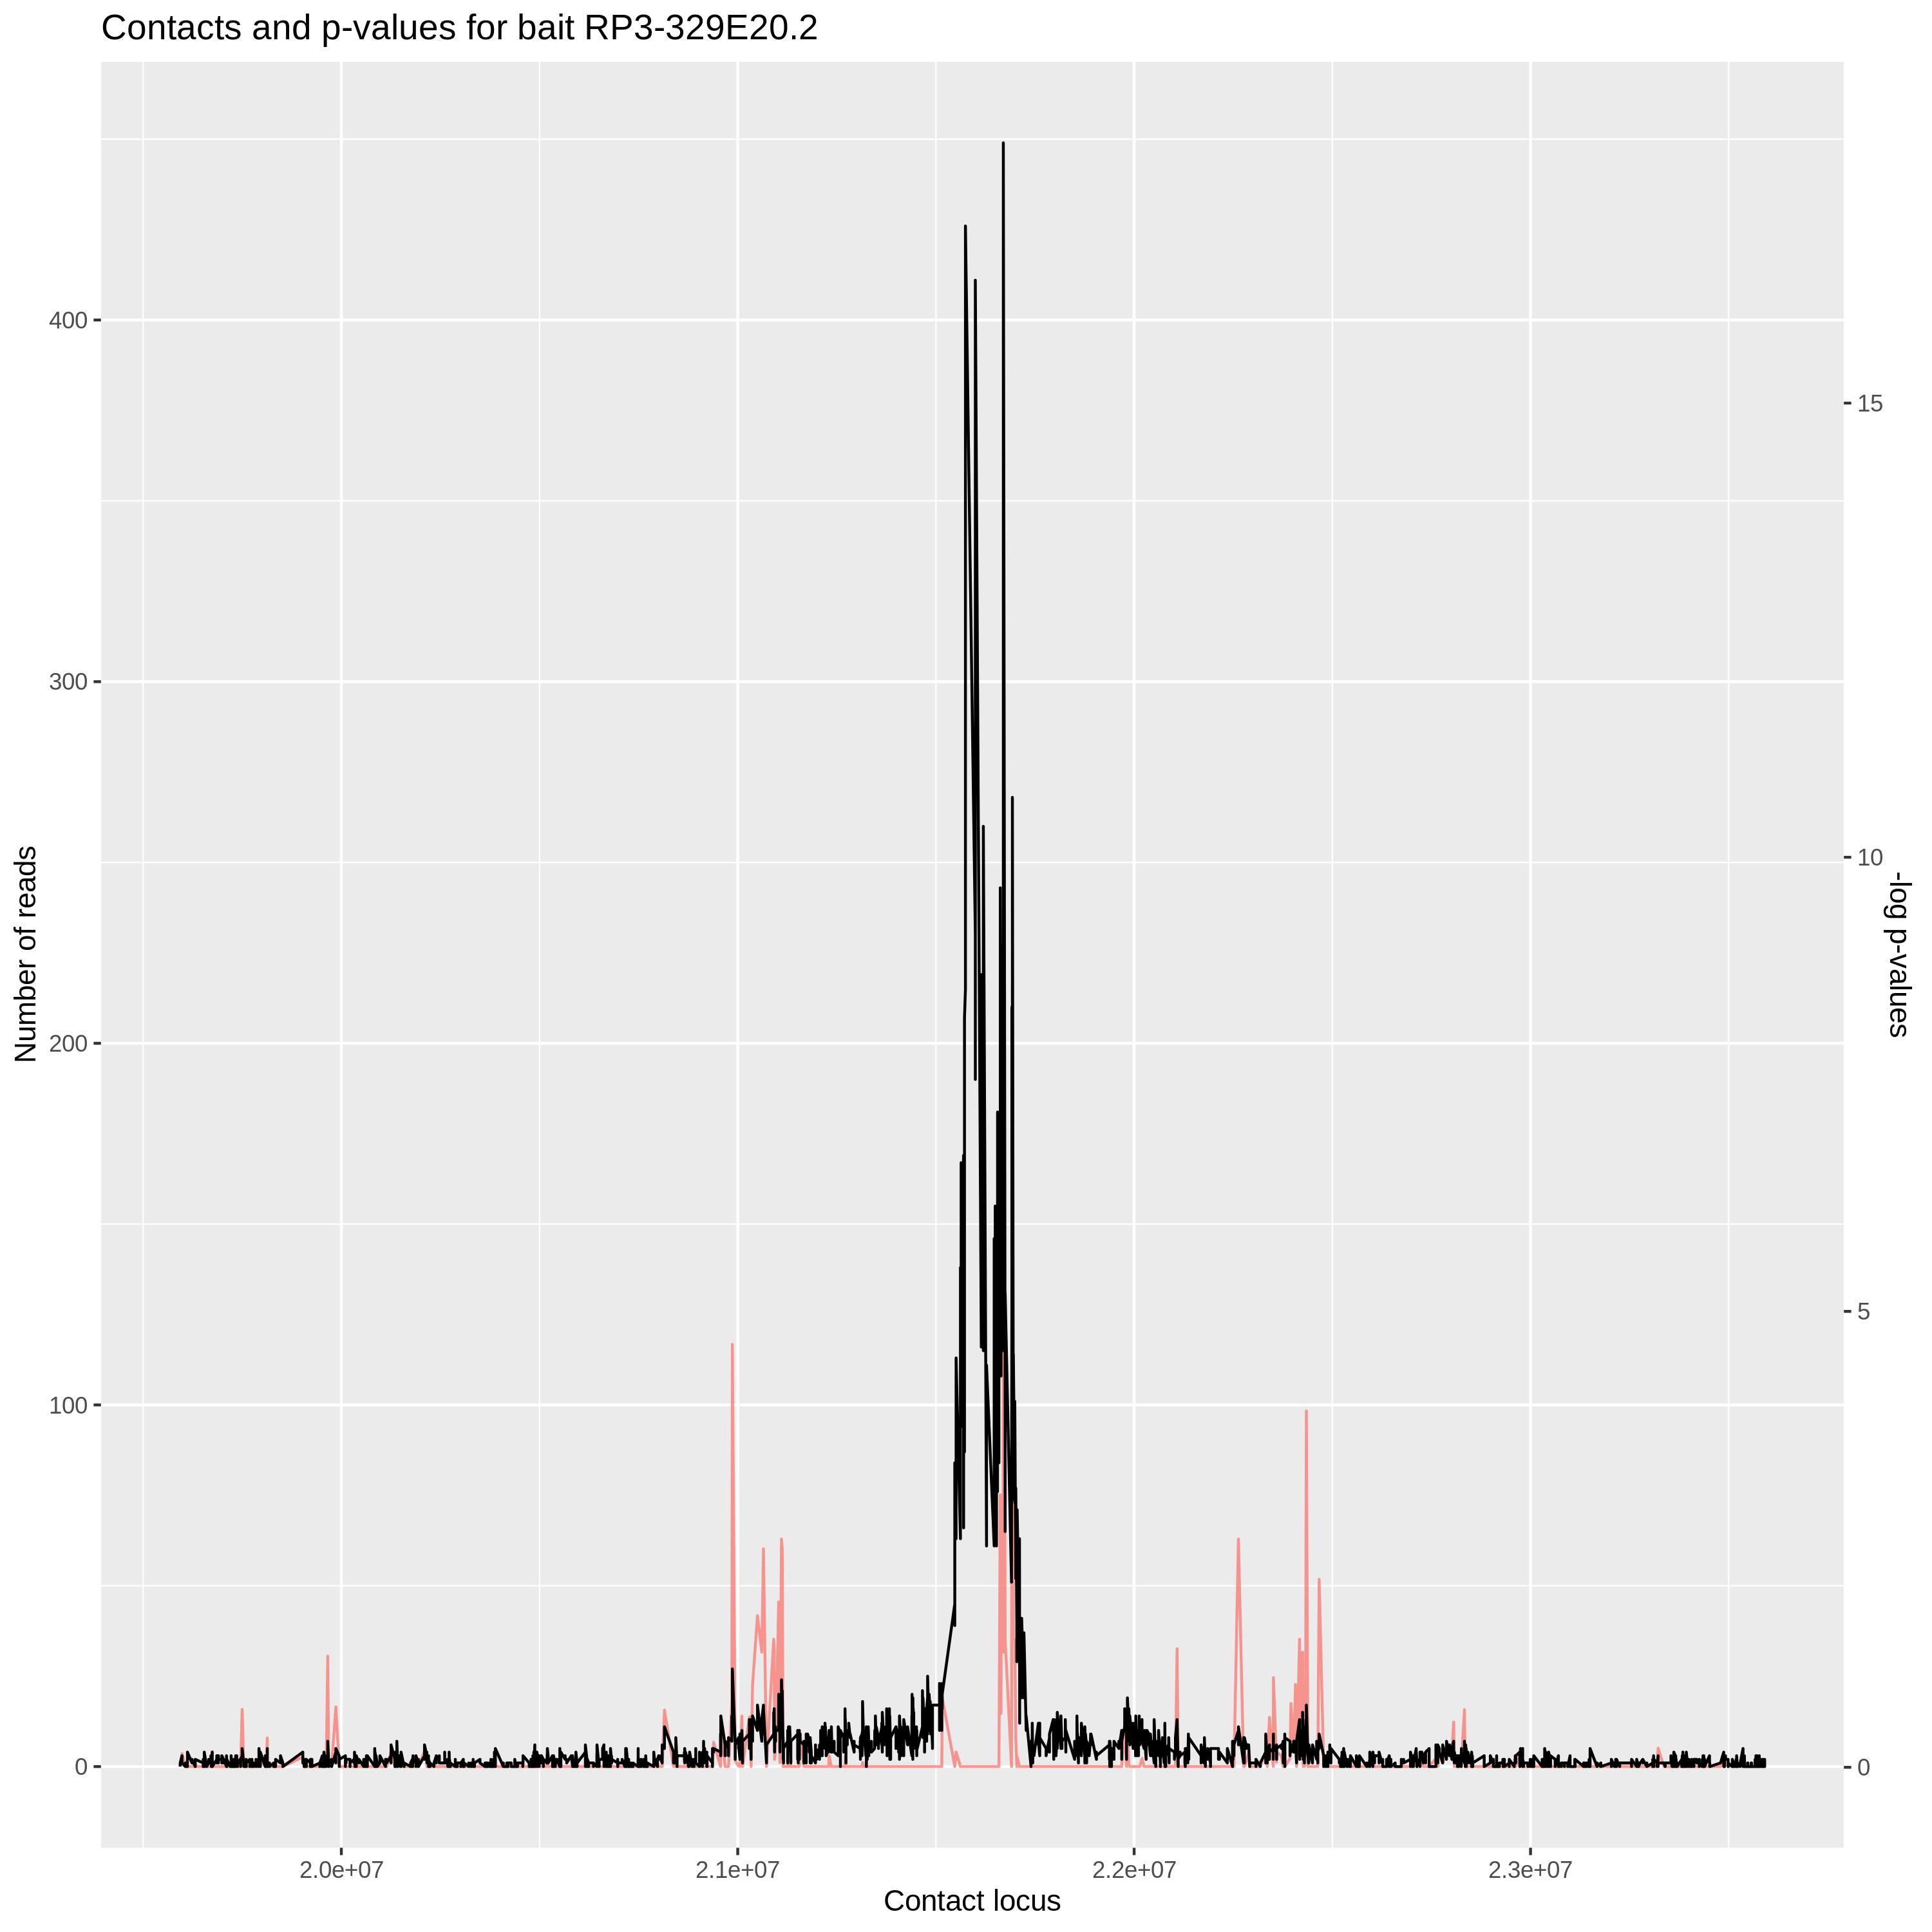 Contacts and p-values for bait RP3-329E20.2
Number of reads
400
300
200
100
0
15
10
5
0
-log p-values
2.0e+07
2.1e+07
2.2e+07
2.3e+07
Contact locus